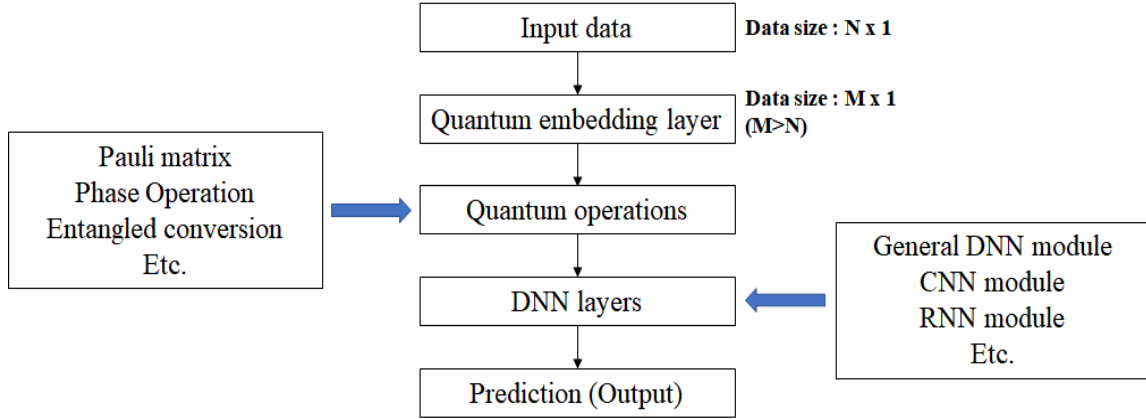 Input data
Data size : N x 1
Quantum embedding layer
Data size : M x 1
(M>N)
Pauli matrix
Phase Operation
Entangled conversion
Etc.
Quantum operations
General DNN module
CNN module
RNN module
Etc.
DNN layers
Prediction (Output)